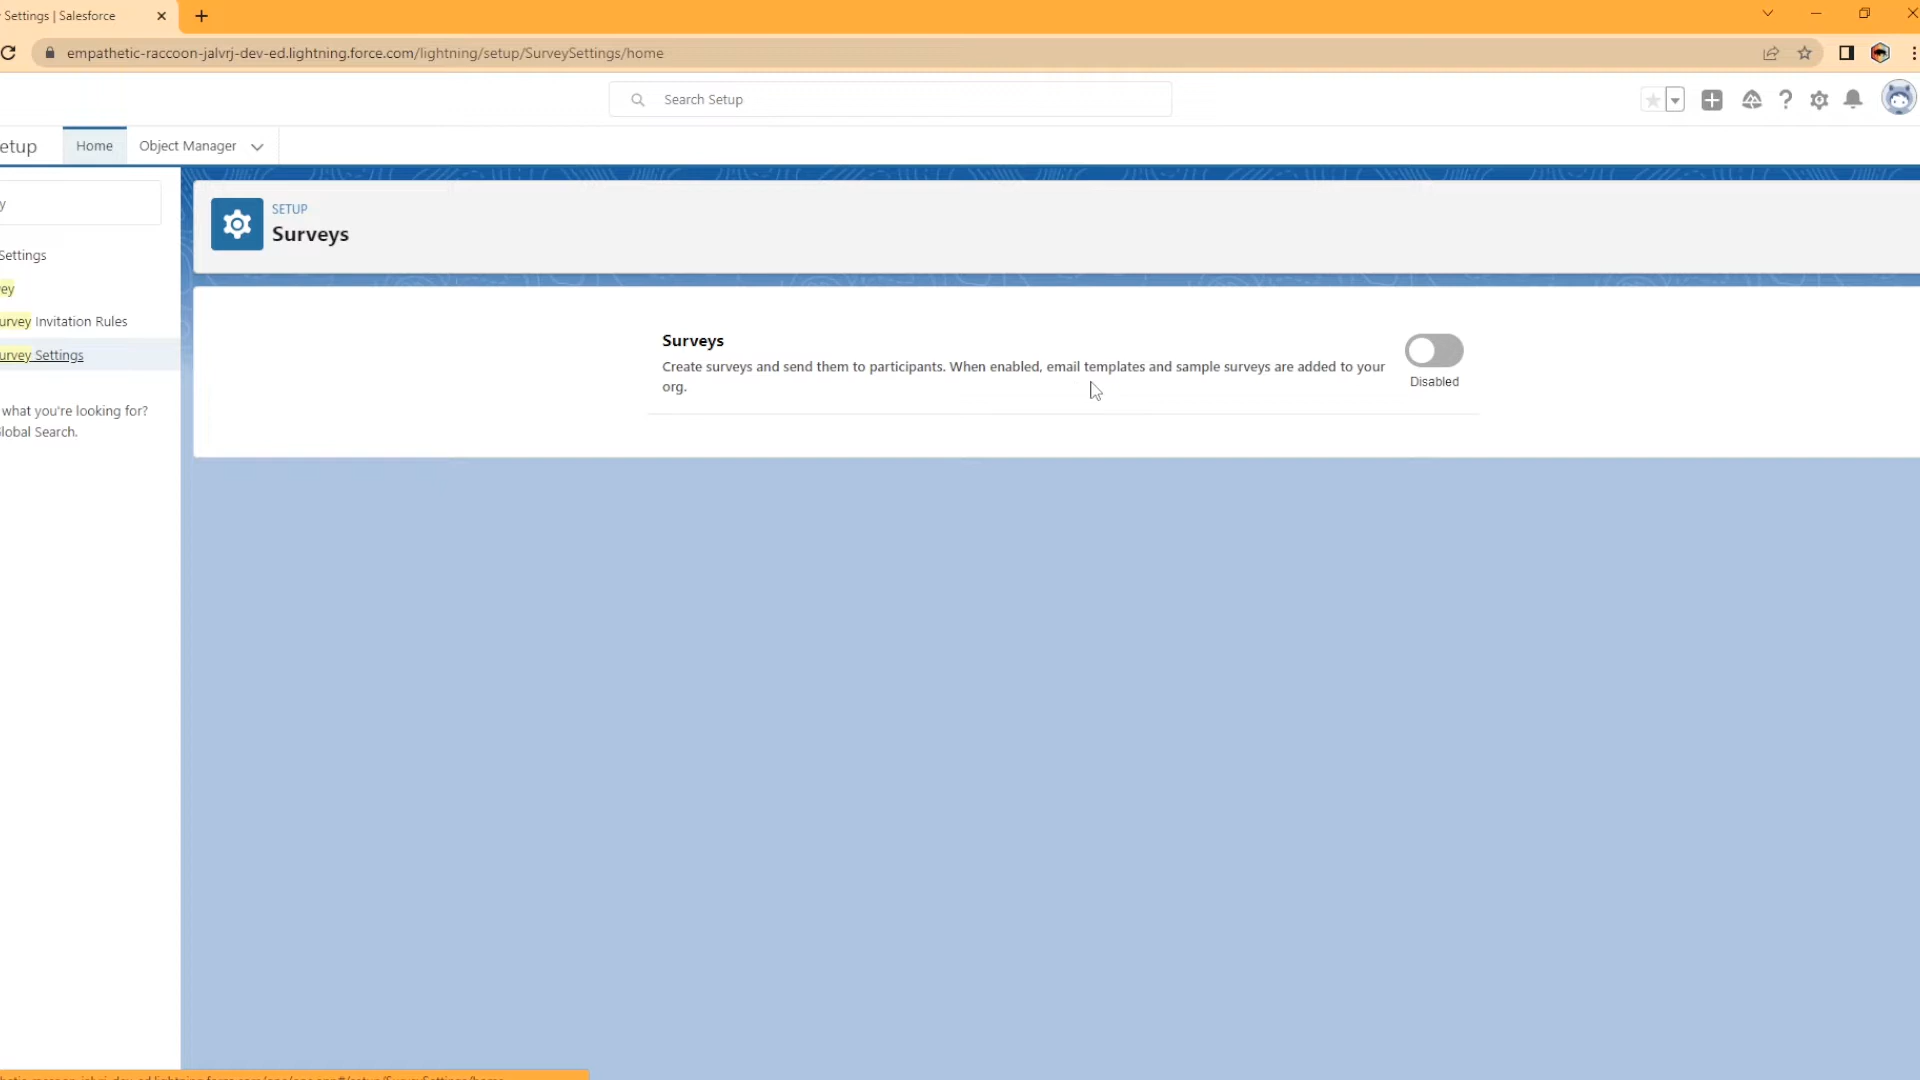 Settings | Salesforce
empathetic-raccoon-jalvrj-dev-ed.lightning.force.com/lightning/setup/SurveySettings/home
Search Setup
etup
Home
Object Manager
y
SETUP
Surveys
Settings
ey
urvey Invitation Rules
urvey Settings
what you're looking for?
lobal Search.
Surveys
Create surveys and send them to participants. When enabled, email templates and sample surveys are added to your
org.
Disabled